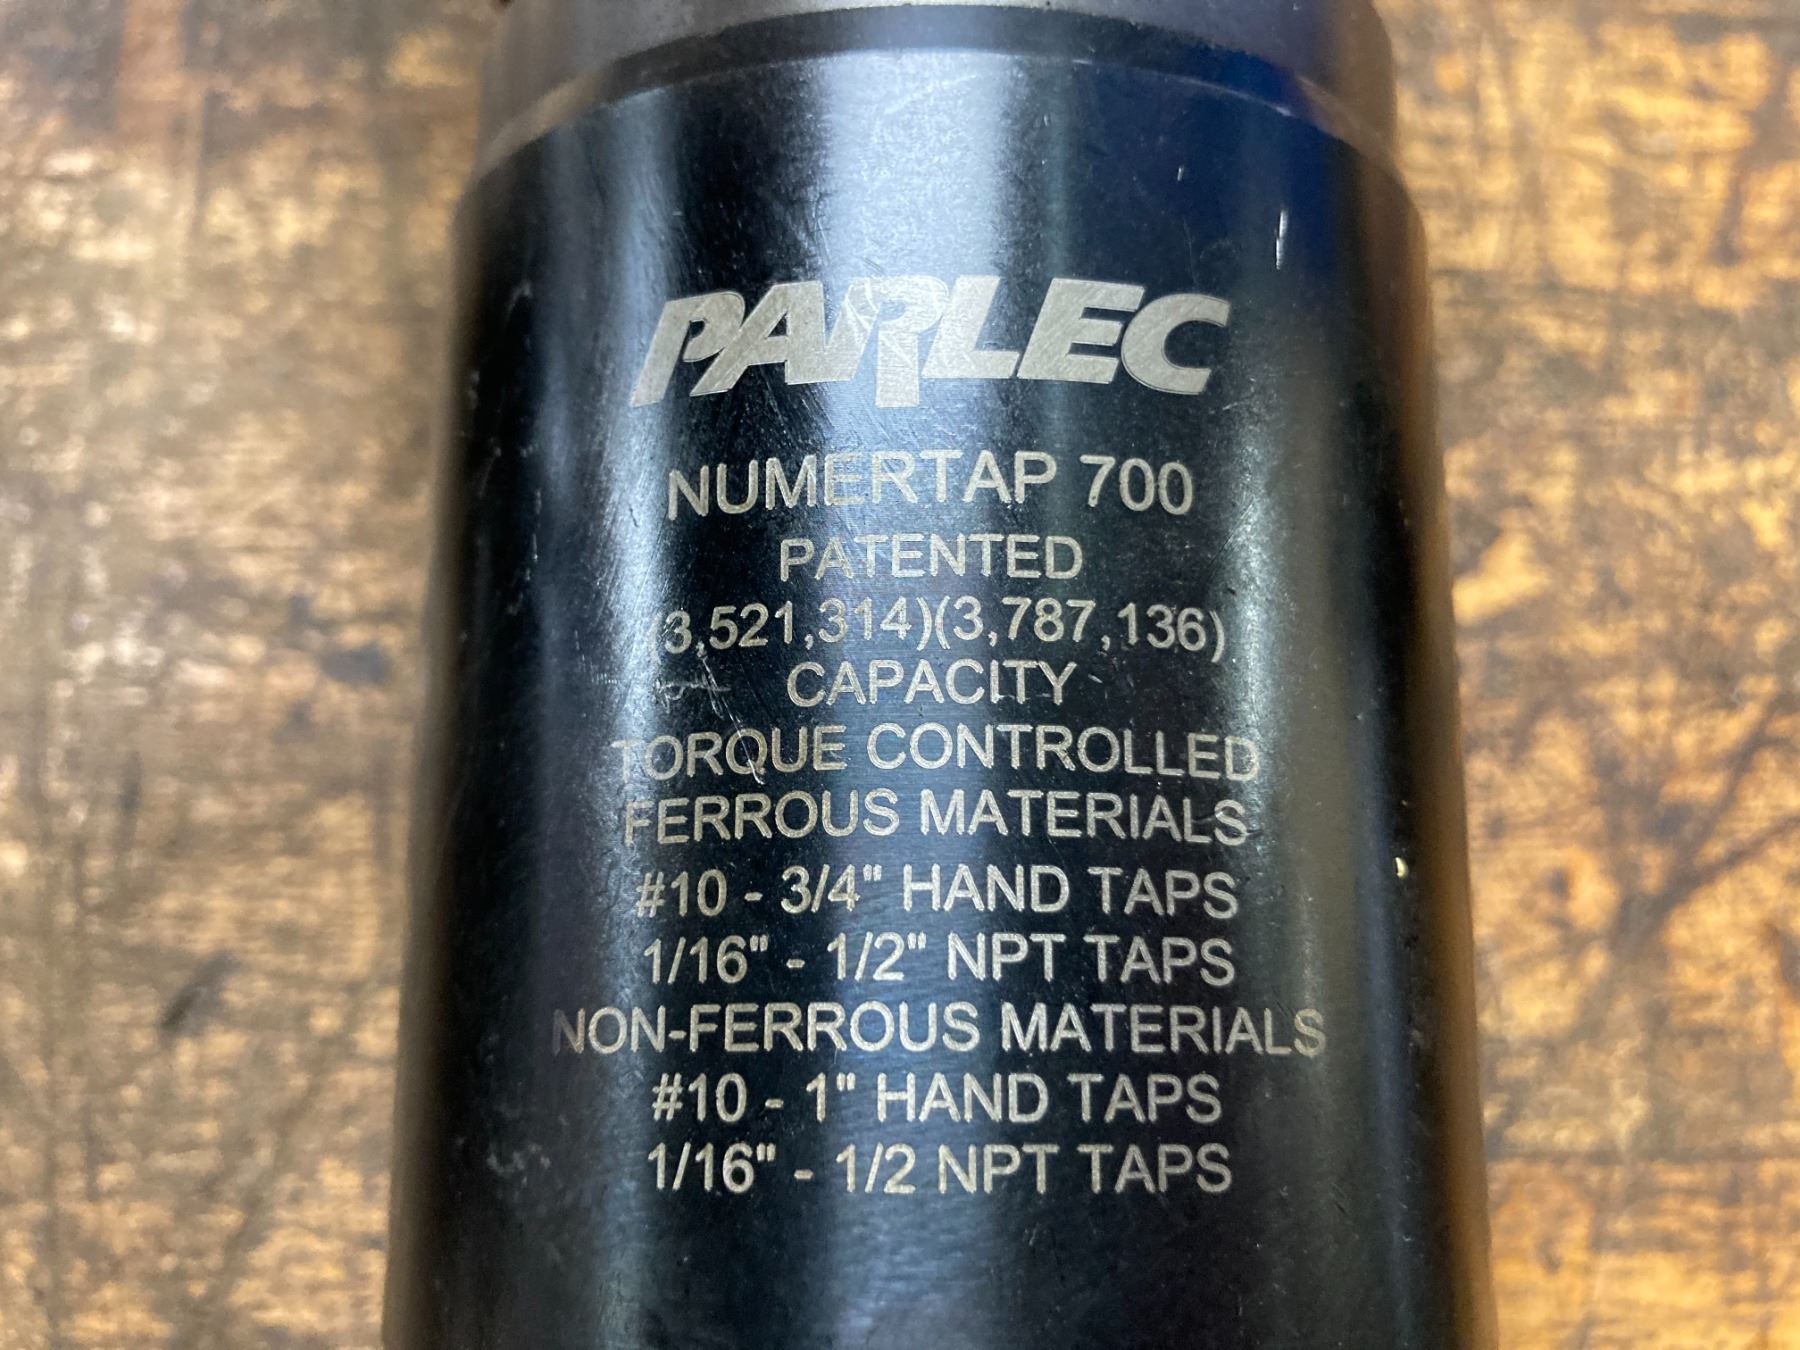 PARLEC
NUMERTAP 700
PATENTED
(3,521,314)(3,787,136)
CAPACITY
TORQUE CONTROLLED
FERROUS MATERIALS
#10 - 3/4" HAND TAPS
1/16" - 1/2" NPT TAPS
NON-FERROUS MATERIALS
#10 - 1" HAND TAPS
1/16" - 1/2 NPT TAPS